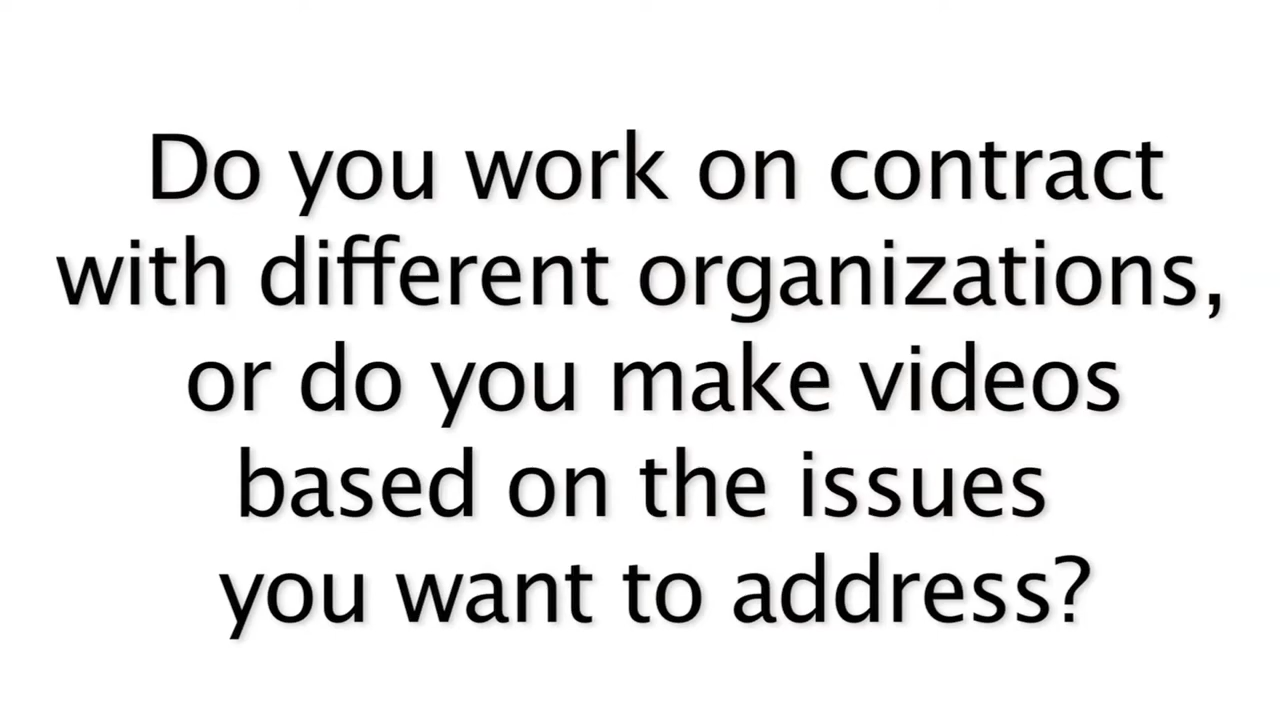 Do you work on contract
with different organizations,
or do you make videos
based on the issues
you want to address?